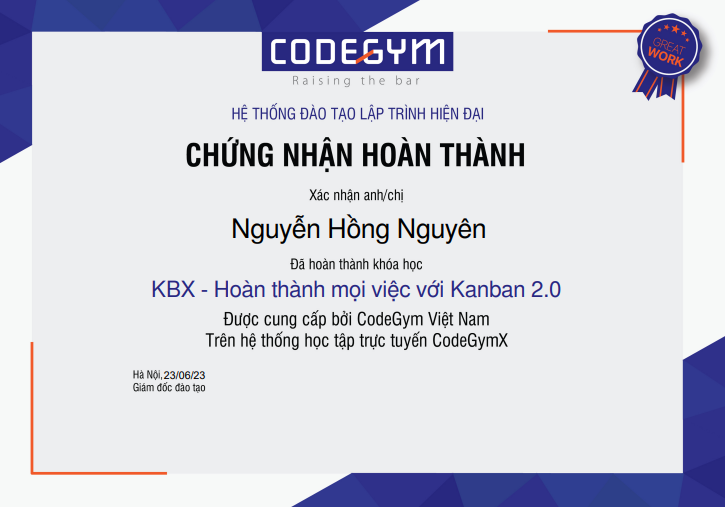 CODEGYM
Raising the bar
GREAT
WORK
HỆ THỐNG ĐÀO TẠO LẬP TRÌNH HIỆN ĐẠI
CHỨNG NHẬN HOÀN THÀNH
Xác nhận anh/chị
Nguyễn Hồng Nguyên
Đã hoàn thành khóa học
KBX - Hoàn thành mọi việc với Kanban 2.0
Được cung cấp bởi CodeGym Việt Nam
Trên hệ thống học tập trực tuyến CodeGymX
Hà Nội, 23/06/23
Giám đốc đào tạo